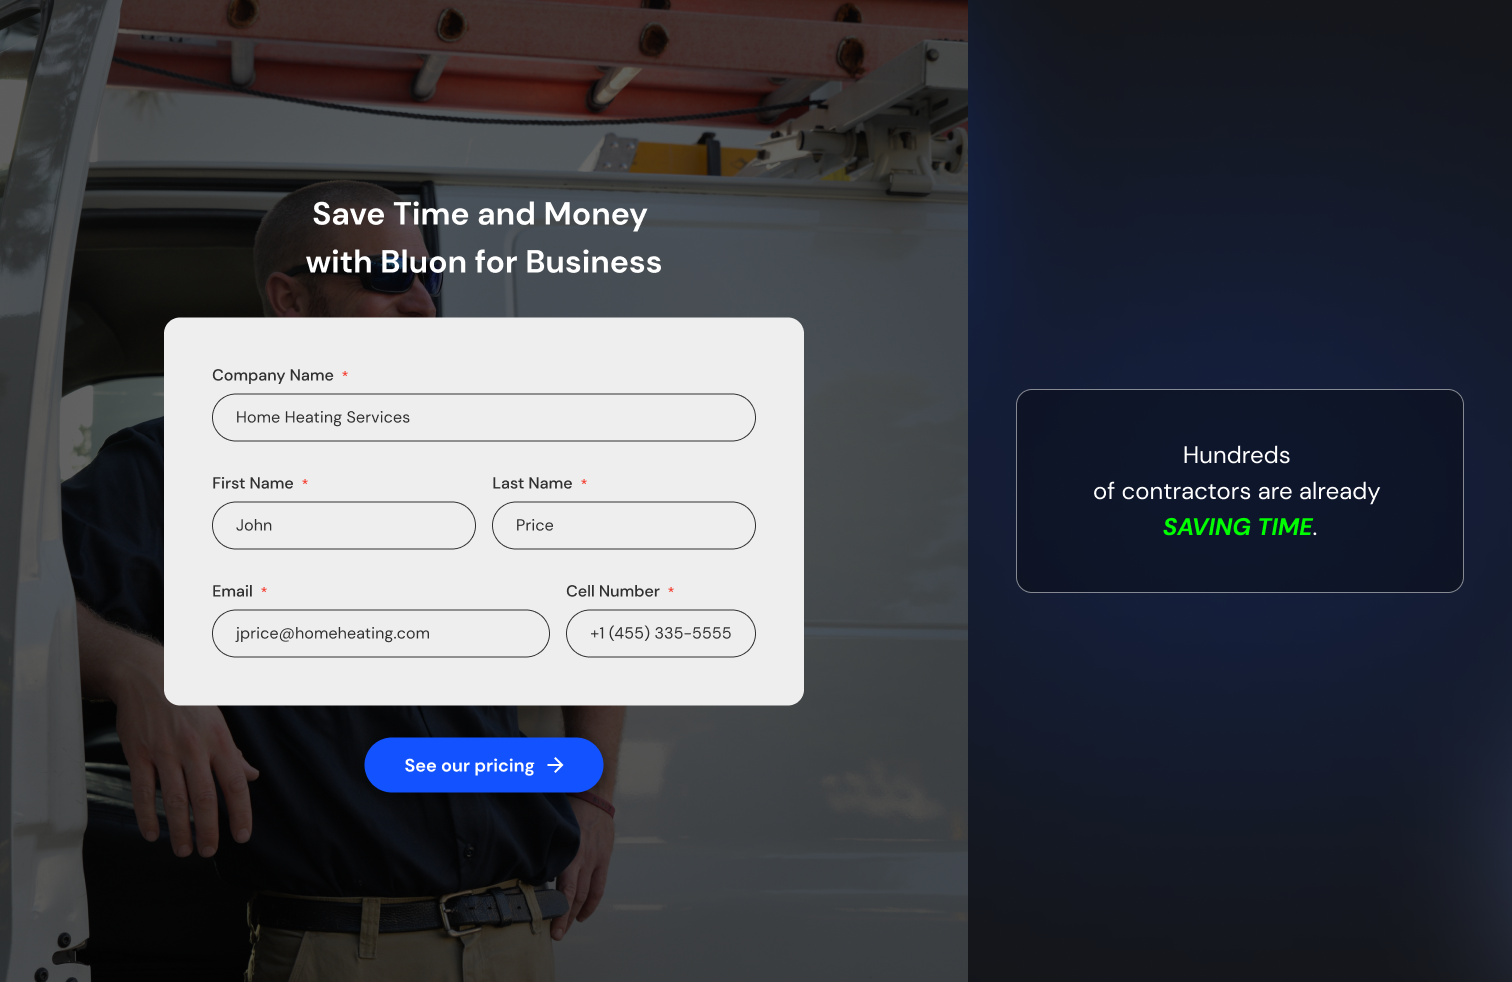 Save Time and Money
with Bluon for Business
Company Name *
Home Heating Services
First Name *
Last Name *
John
Price
Email *
Cell Number *
jprice@homeheating.com
+1 (455) 335-5555
See our pricing →
Hundreds
of contractors are already
SAVING TIME.